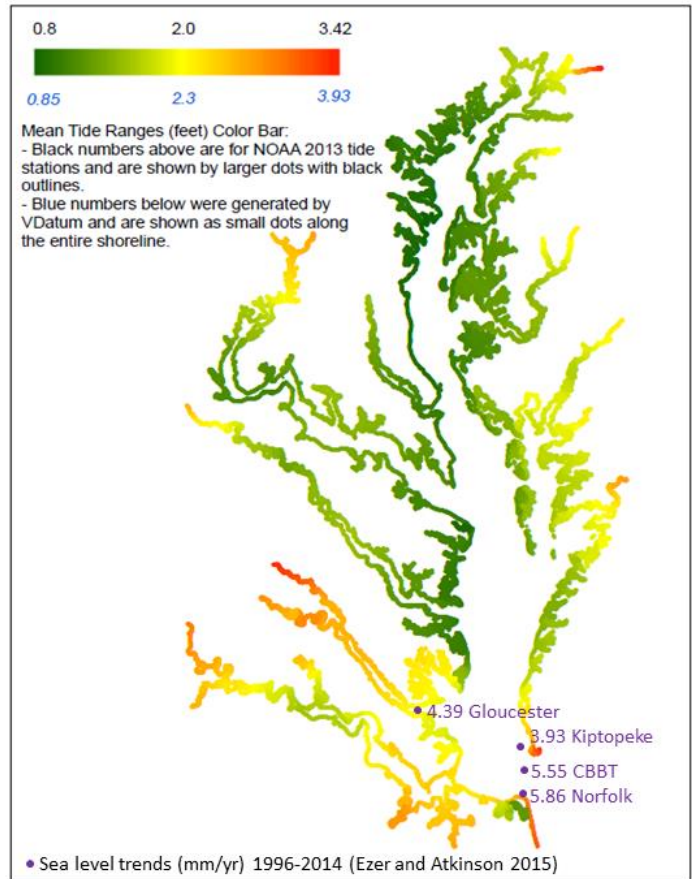 0.8 2.0 3.42
0.85 2.3 3.93
Mean Tide Ranges (feet) Color Bar:
- Black numbers above are for NOAA 2013 tide
stations and are shown by larger dots with black
outlines.
- Blue numbers below were generated by
VDatum and are shown as small dots along
the entire shoreline.
4.39 Gloucester
3.93 Kiptopeke
5.55 CBBT
5.86 Norfolk
Sea level trends (mm/yr) 1996-2014 (Ezer and Atkinson 2015)